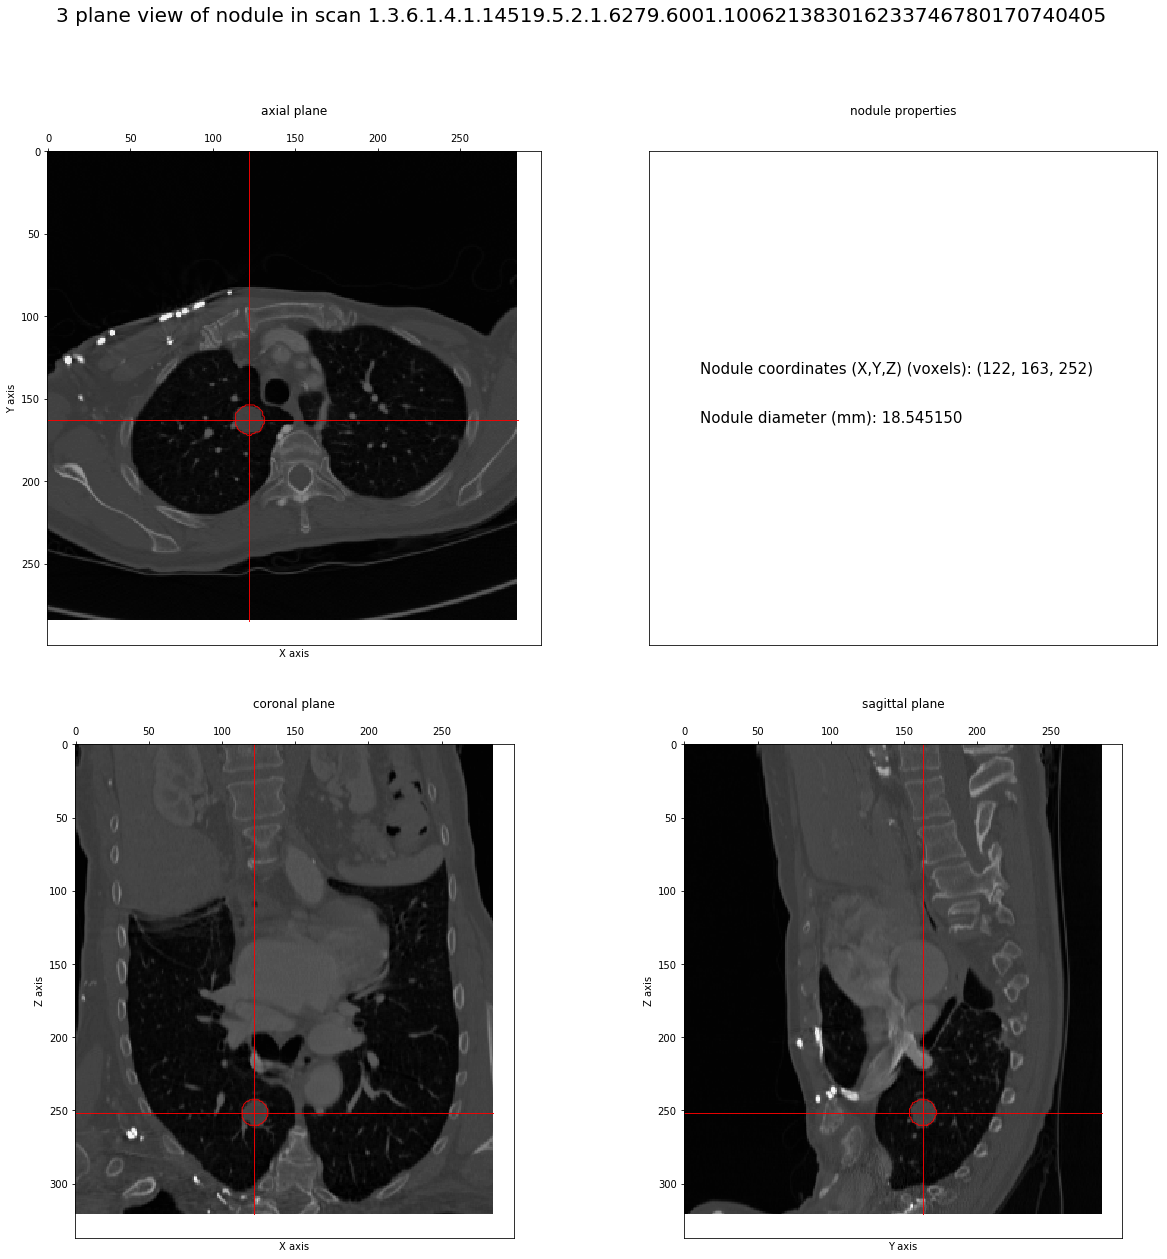 3 plane view of nodule in scan 1.3.6.1.4.1.14519.5.2.1.6279.6001.100621383016233746780170740405
axial plane
0 50 100 150 200 250
0
50
100
150
200
250
Y axis
X axis
nodule properties
Nodule coordinates (X,Y,Z) (voxels): (122, 163, 252)
Nodule diameter (mm): 18.545150
coronal plane
0 50 100 150 200 250
0
50
100
150
200
250
300
Z axis
X axis
sagittal plane
0 50 100 150 200 250
0
50
100
150
200
250
300
Z axis
Y axis